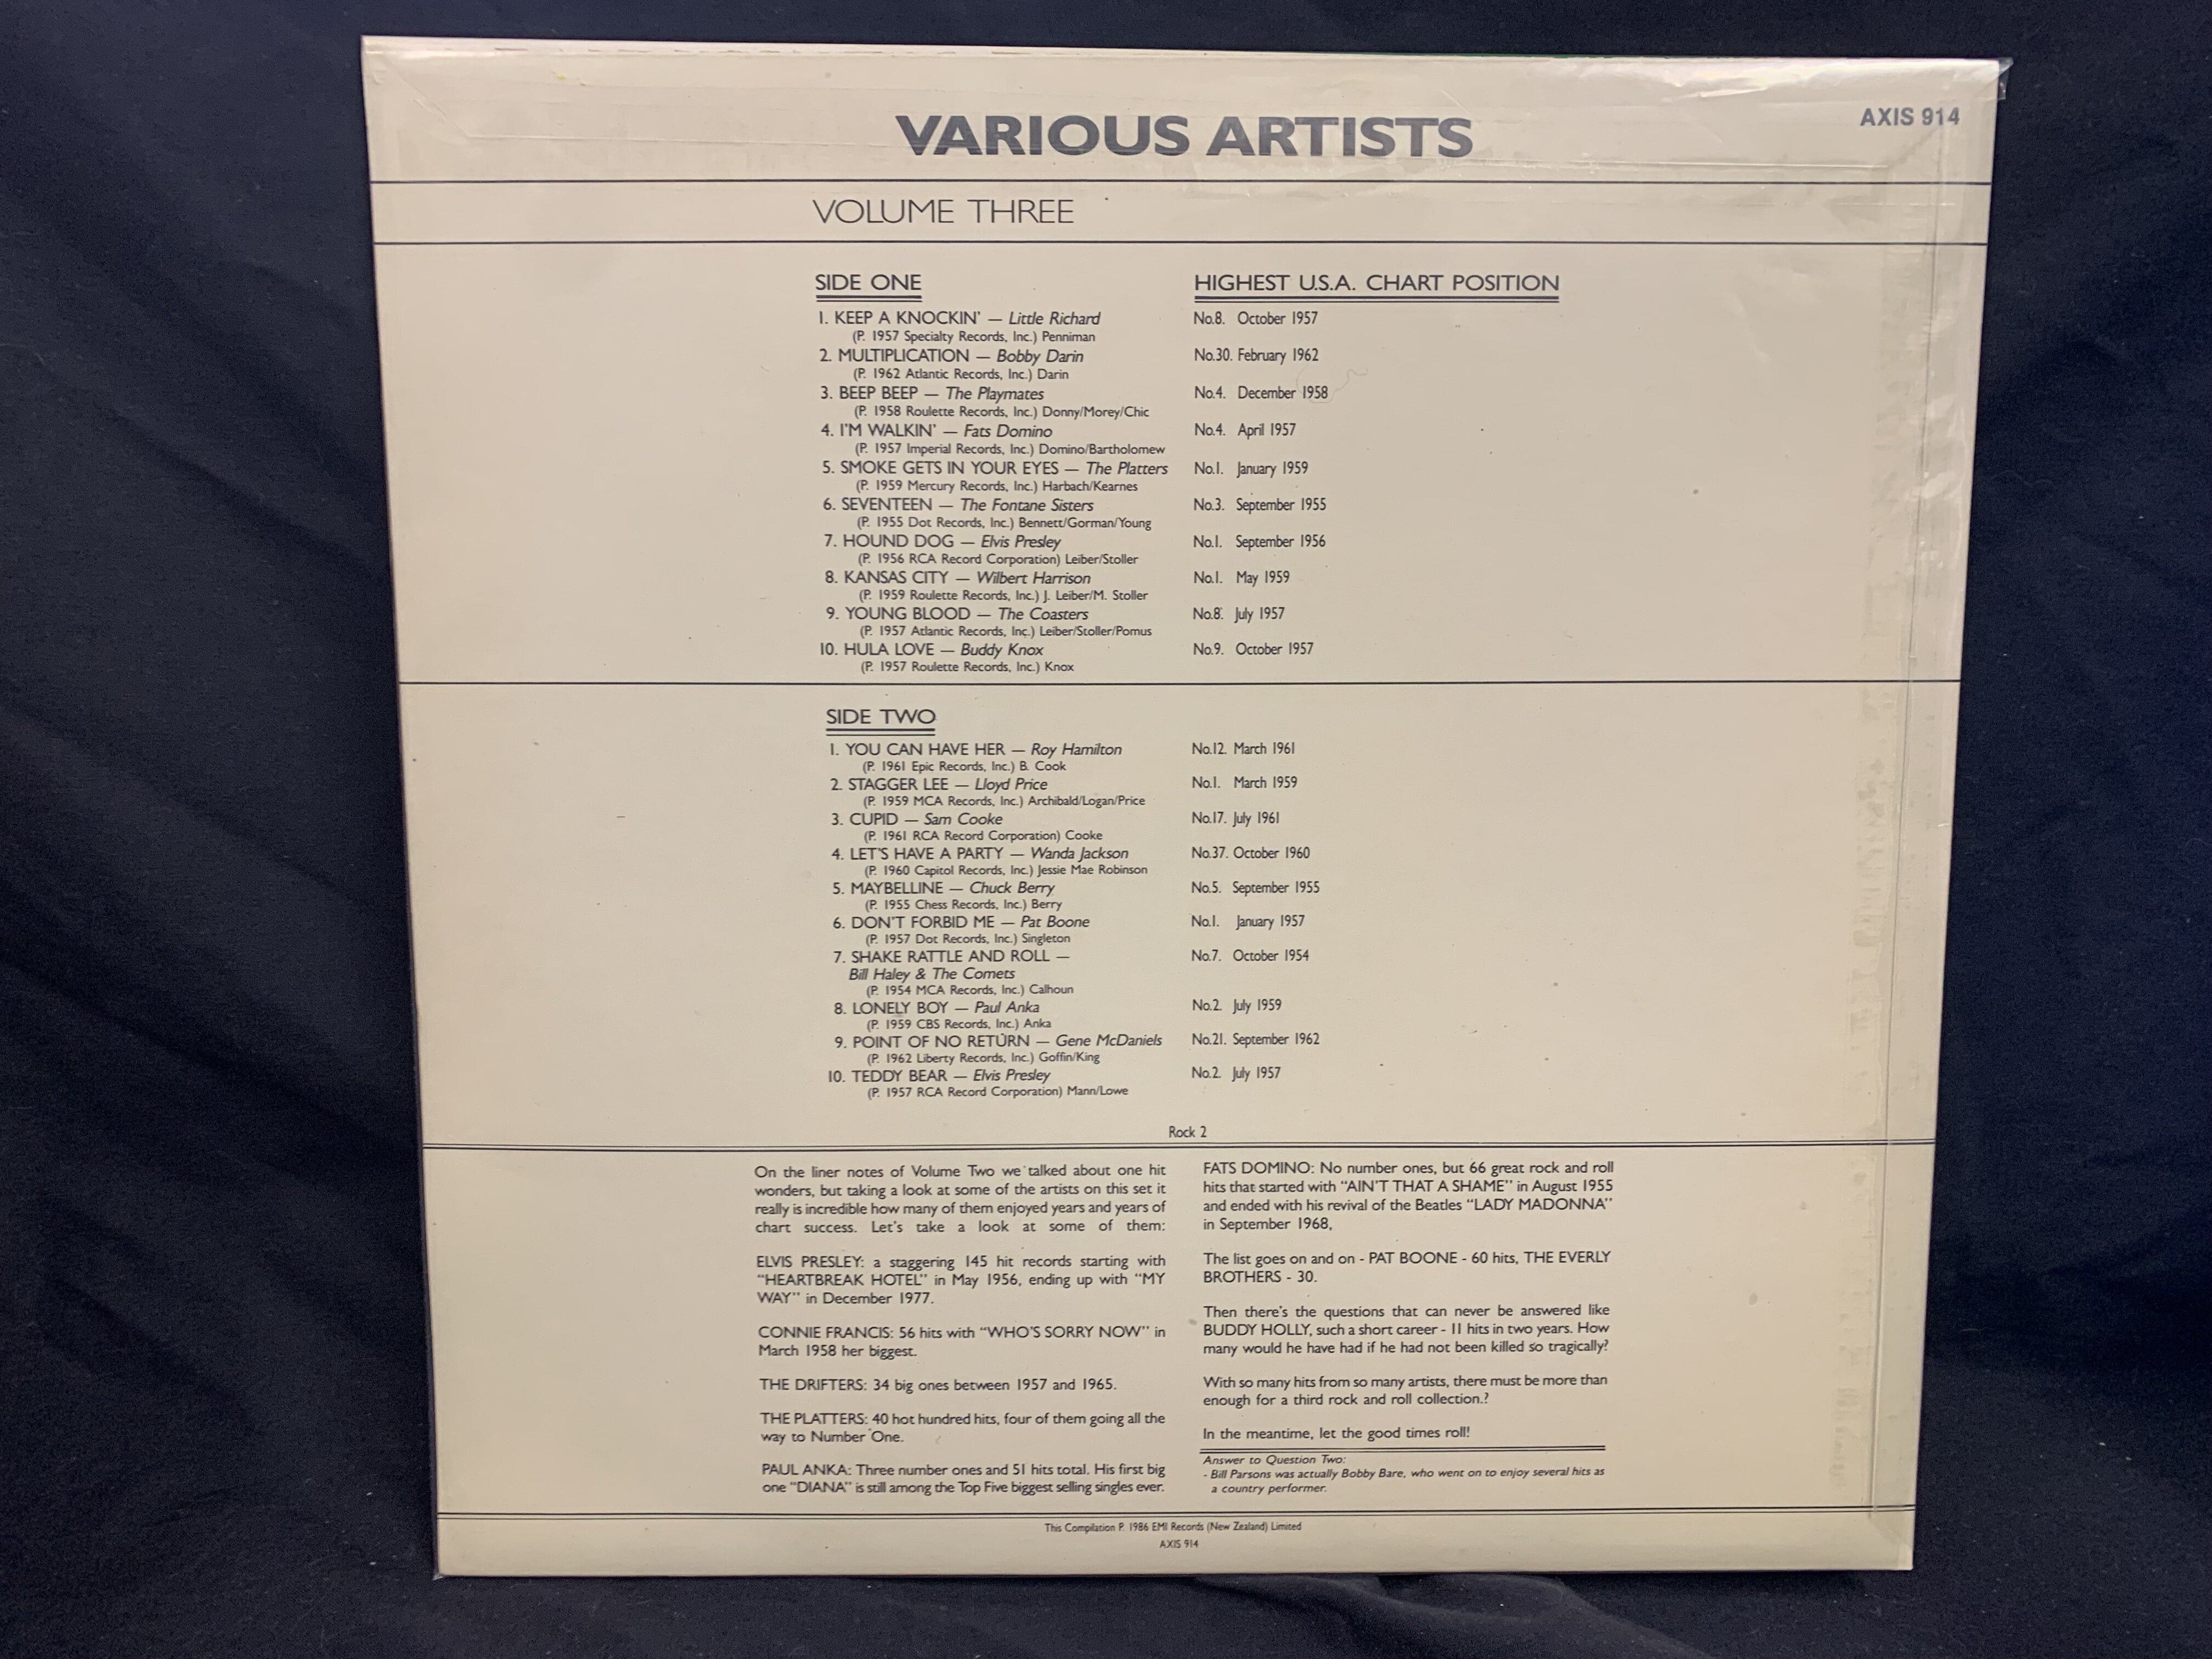 VARIOUS ARTISTS
AXIS 914
VOLUME THREE
SIDE ONE
HIGHEST U.S.A. CHART POSITION
1. KEEP A KNOCKIN' — Little Richard No.8. October 1957
(P. 1957 Specialty Records, Inc.) Penniman
2. MULTIPLICATION — Bobby Darin No.30. February 1962
(P. 1962 Atlantic Records, Inc.) Darin
3. BEEP BEEP — The Playmates No.4. December 1958
(P. 1958 Roulette Records, Inc.) Donny/Morey/Chic
4. I'M WALKIN' — Fats Domino No.4. April 1957
(P. 1957 Imperial Records, Inc.) Domino/Bartholomew
5. SMOKE GETS IN YOUR EYES — The Platters No.1. January 1959
(P. 1959 Mercury Records, Inc.) Harbach/Kearnes
6. SEVENTEEN — The Fontane Sisters No.3. September 1955
(P. 1955 Dot Records, Inc.) Bennett/Gorman/Young
7. HOUND DOG — Elvis Presley No.1. September 1956
(P. 1956 RCA Record Corporation) Leiber/Stoller
8. KANSAS CITY — Wilbert Harrison No.1. May 1959
(P. 1959 Roulette Records, Inc.) J. Leiber/M. Stoller
9. YOUNG BLOOD — The Coasters No.8. July 1957
(P. 1957 Atlantic Records, Inc.) Leiber/Stoller/Pomus
10. HULA LOVE — Buddy Knox No.9. October 1957
(P. 1957 Roulette Records, Inc.) Knox
SIDE TWO
1. YOU CAN HAVE HER — Roy Hamilton No.12. March 1961
(P. 1961 Epic Records, Inc.) B. Cook
2. STAGGER LEE — Lloyd Price No.1. March 1959
(P. 1959 MCA Records, Inc.) Archibald/Logan/Price
3. CUPID — Sam Cooke No.17. July 1961
(P. 1961 RCA Record Corporation) Cooke
4. LET'S HAVE A PARTY — Wanda Jackson No.37. October 1960
(P. 1960 Capitol Records, Inc.) Jessie Mae Robinson
5. MAYBELLINE — Chuck Berry No.5. September 1955
(P. 1955 Chess Records, Inc.) Berry
6. DON'T FORBID ME — Pat Boone No.1. January 1957
(P. 1957 Dot Records, Inc.) Singleton
7. SHAKE RATTLE AND ROLL — No.7. October 1954
Bill Haley & The Comets
(P. 1954 MCA Records, Inc.) Calhoun
8. LONELY BOY — Paul Anka No.2. July 1959
(P. 1959 CBS Records, Inc.) Anka
9. POINT OF NO RETURN — Gene McDaniels No.21. September 1962
(P. 1962 Liberty Records, Inc.) Goffin/King
10. TEDDY BEAR — Elvis Presley No.2. July 1957
(P. 1957 RCA Record Corporation) Mann/Lowe
Rock 2
On the liner notes of Volume Two we talked about one hit
wonders, but taking a look at some of the artists on this set it
really is incredible how many of them enjoyed years and years of
chart success. Let's take a look at some of them:
ELVIS PRESLEY: a staggering 145 hit records starting with
"HEARTBREAK HOTEL" in May 1956, ending up with "MY
WAY" in December 1977.
CONNIE FRANCIS: 56 hits with "WHO'S SORRY NOW" in
March 1958 her biggest.
THE DRIFTERS: 34 big ones between 1957 and 1965.
THE PLATTERS: 40 hot hundred hits, four of them going all the
way to Number One.
PAUL ANKA: Three number ones and 51 hits total. His first big
one "DIANA" is still among the Top Five biggest selling singles ever.
FATS DOMINO: No number ones, but 66 great rock and roll
hits that started with "AIN'T THAT A SHAME" in August 1955
and ended with his revival of the Beatles "LADY MADONNA"
in September 1968,
The list goes on and on - PAT BOONE - 60 hits, THE EVERLY
BROTHERS - 30.
Then there's the questions that can never be answered like
BUDDY HOLLY, such a short career - 11 hits in two years. How
many would he have had if he had not been killed so tragically?
With so many hits from so many artists, there must be more than
enough for a third rock and roll collection.?
In the meantime, let the good times roll!
Answer to Question Two:
- Bill Parsons was actually Bobby Bare, who went on to enjoy several hits as
a country performer.
This Compilation P. 1986 EMI Records (New Zealand) Limited
AXIS 914